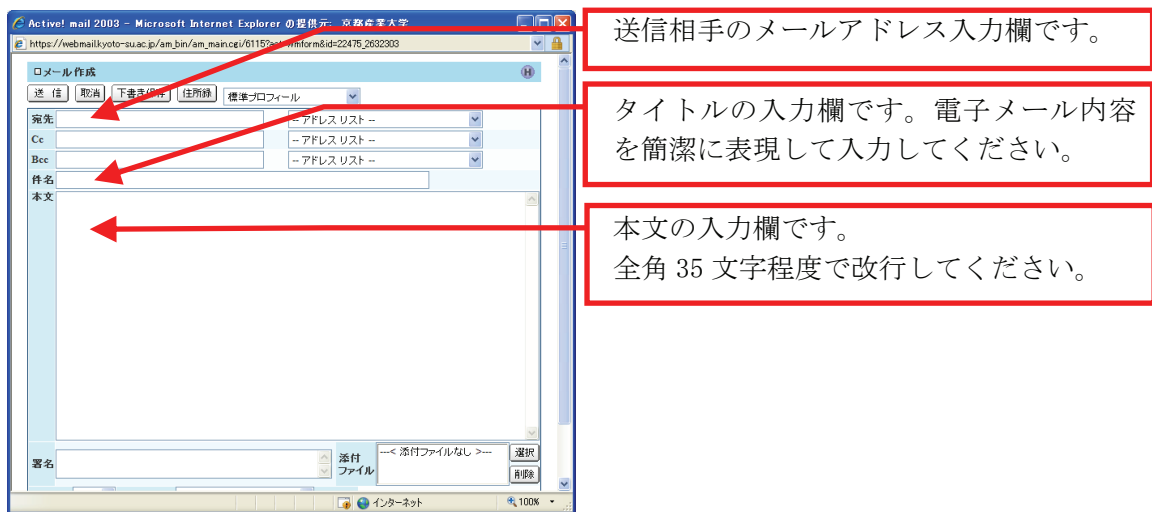 Active! mail 2003 - Microsoft Internet Explorer の提供元: 京都産業大学
https://webmail.kyoto-su.ac.jp/am_bin/am_main.cgi/6115?act
mform&id=22475_2632303
ロメール作成
H
送 信 取消 下書き保存 住所録 標準プロフィール
宛先 -- アドレス リスト --
Cc -- アドレス リスト --
Bcc -- アドレス リスト --
件名
本文
署名
添付
ファイル
---< 添付ファイルなし >---
選択
削除
インターネット 100%
送信相手のメールアドレス入力欄です。
タイトルの入力欄です。電子メール内容
を簡潔に表現して入力してください。
本文の入力欄です。
全角 35 文字程度で改行してください。